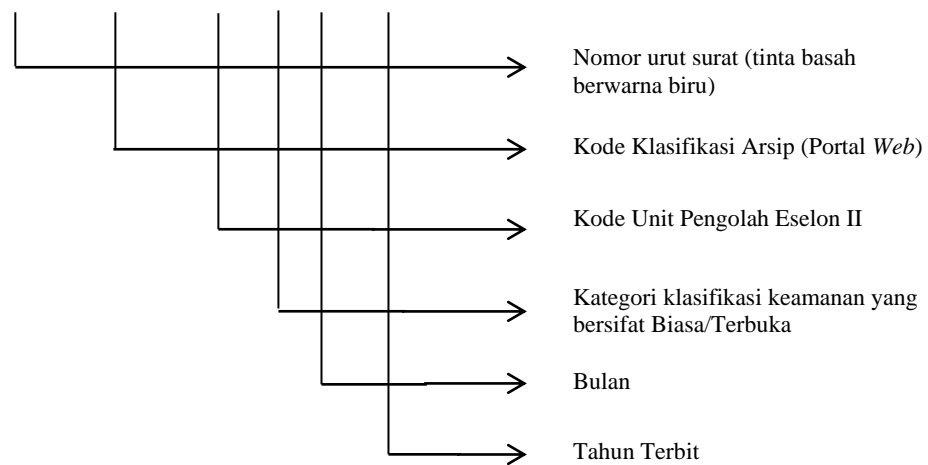 Nomor urut surat (tinta basah
berwarna biru)
Kode Klasifikasi Arsip (Portal Web)
Kode Unit Pengolah Eselon II
Kategori klasifikasi keamanan yang
bersifat Biasa/Terbuka
Bulan
Tahun Terbit